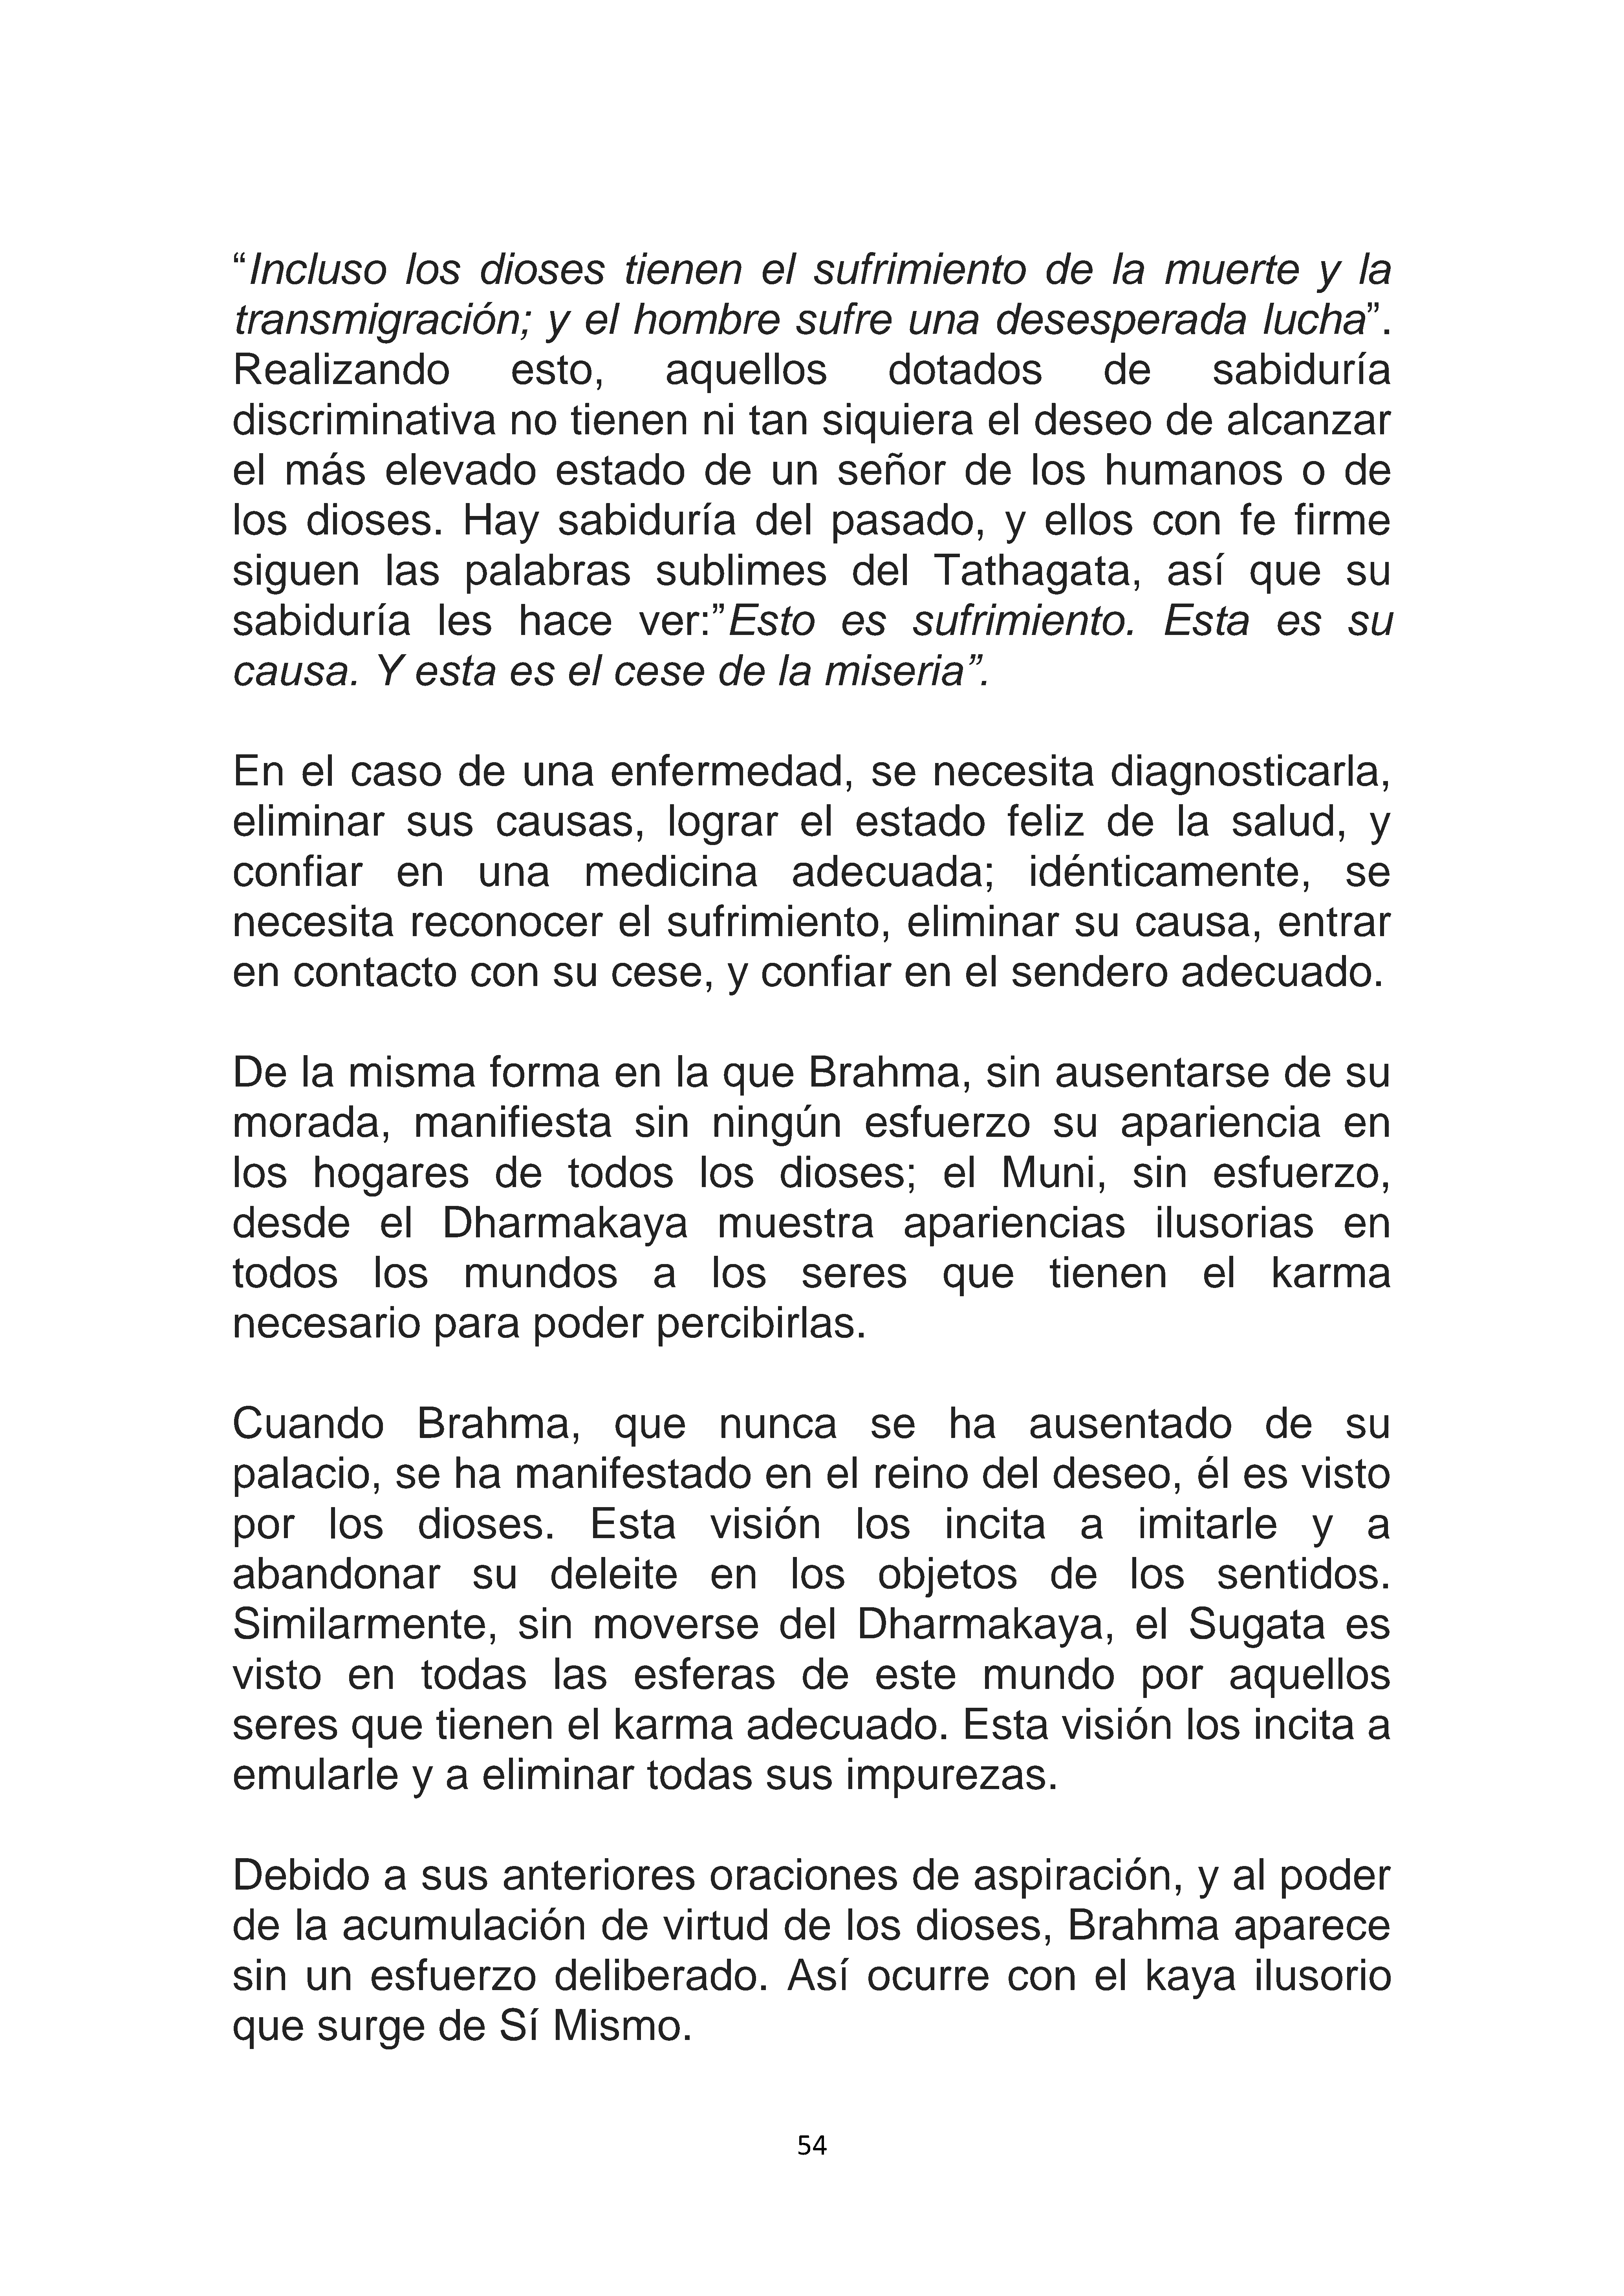 “Incluso los dioses tienen el sufrimiento de la muerte y la
transmigración; y el hombre sufre una desesperada lucha”.
Realizando esto, aquellos dotados de sabiduría
discriminativa no tienen ni tan siquiera el deseo de alcanzar
el más elevado estado de un señor de los humanos o de
los dioses. Hay sabiduría del pasado, y ellos con fe firme
siguen las palabras sublimes del Tathagata, así que su
sabiduría les hace ver:”Esto es sufrimiento. Esta es su
causa. Y esta es el cese de la miseria”.
En el caso de una enfermedad, se necesita diagnosticarla,
eliminar sus causas, lograr el estado feliz de la salud, y
confiar en una medicina adecuada; idénticamente, se
necesita reconocer el sufrimiento, eliminar su causa, entrar
en contacto con su cese, y confiar en el sendero adecuado.
De la misma forma en la que Brahma, sin ausentarse de su
morada, manifiesta sin ningún esfuerzo su apariencia en
los hogares de todos los dioses; el Muni, sin esfuerzo,
desde el Dharmakaya muestra apariencias ilusorias en
todos los mundos a los seres que tienen el karma
necesario para poder percibirlas.
Cuando Brahma, que nunca se ha ausentado de su
palacio, se ha manifestado en el reino del deseo, él es visto
por los dioses. Esta visión los incita a imitarle y a
abandonar su deleite en los objetos de los sentidos.
Similarmente, sin moverse del Dharmakaya, el Sugata es
visto en todas las esferas de este mundo por aquellos
seres que tienen el karma adecuado. Esta visión los incita a
emularle y a eliminar todas sus impurezas.
Debido a sus anteriores oraciones de aspiración, y al poder
de la acumulación de virtud de los dioses, Brahma aparece
sin un esfuerzo deliberado. Así ocurre con el kaya ilusorio
que surge de Sí Mismo.
54